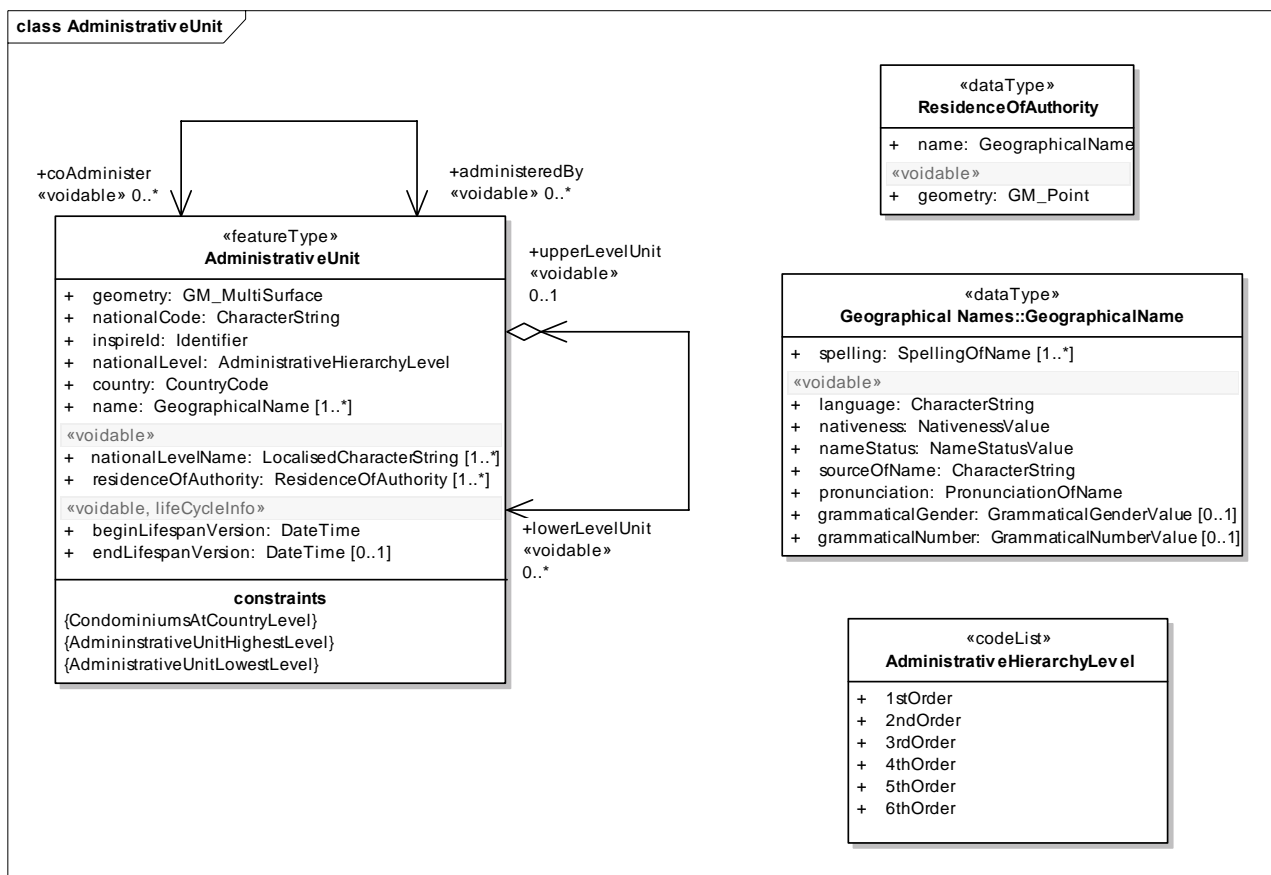 class AdministrativeUnit
+coAdminister
«voidable» 0..*
+administeredBy
«voidable» 0..*
«featureType»
AdministrativeUnit
+ geometry: GM_MultiSurface
+ nationalCode: CharacterString
+ inspireId: Identifier
+ nationalLevel: AdministrativeHierarchyLevel
+ country: CountryCode
+ name: GeographicalName [1..*]
«voidable»
+ nationalLevelName: LocalisedCharacterString [1..*]
+ residenceOfAuthority: ResidenceOfAuthority [1..*]
«voidable, lifeCycleInfo»
+ beginLifespanVersion: DateTime
+ endLifespanVersion: DateTime [0..1]
constraints
{CondominiumsAtCountryLevel}
{AdmininstrativeUnitHighestLevel}
{AdministrativeUnitLowestLevel}
+upperLevelUnit
«voidable»
0..1
+lowerLevelUnit
«voidable»
0..*
«dataType»
ResidenceOfAuthority
+ name: GeographicalName
«voidable»
+ geometry: GM_Point
«dataType»
Geographical Names::GeographicalName
+ spelling: SpellingOfName [1..*]
«voidable»
+ language: CharacterString
+ nativeness: NativenessValue
+ nameStatus: NameStatusValue
+ sourceOfName: CharacterString
+ pronunciation: PronunciationOfName
+ grammaticalGender: GrammaticalGenderValue [0..1]
+ grammaticalNumber: GrammaticalNumberValue [0..1]
«codeList»
AdministrativeHierarchyLevel
+ 1stOrder
+ 2ndOrder
+ 3rdOrder
+ 4thOrder
+ 5thOrder
+ 6thOrder